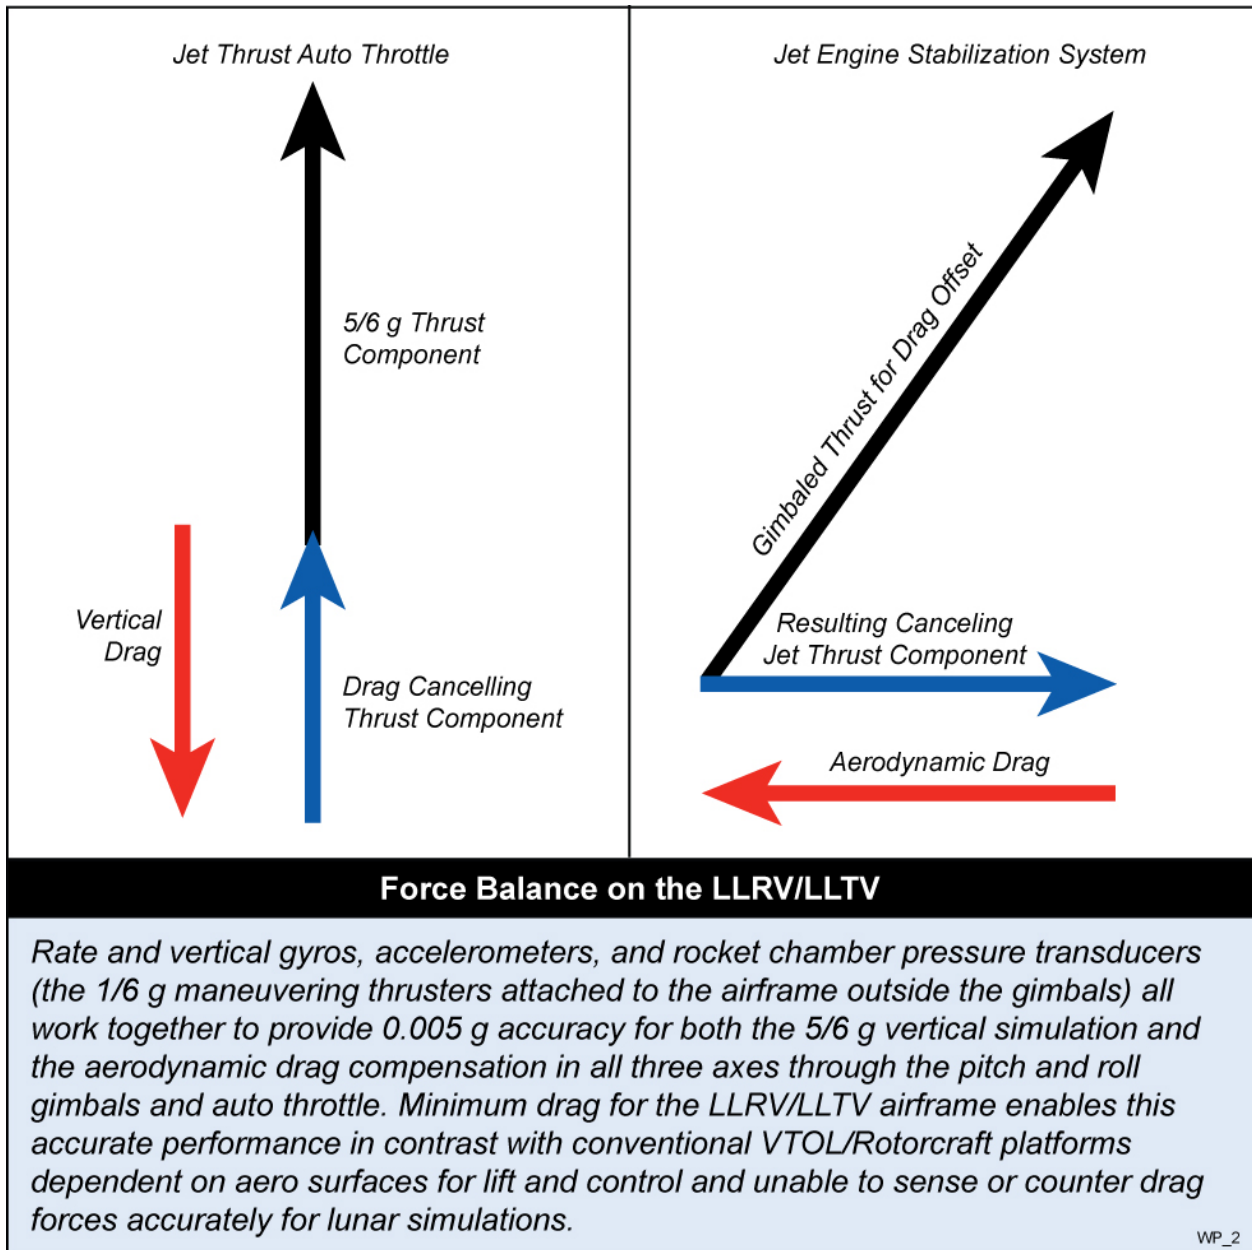 Jet Thrust Auto Throttle
5/6 g Thrust
Component
Vertical
Drag
Drag Cancelling
Thrust Component
Jet Engine Stabilization System
Gimbaled Thrust for Drag Offset
Resulting Canceling
Jet Thrust Component
Aerodynamic Drag
Force Balance on the LLRV/LLTV
Rate and vertical gyros, accelerometers, and rocket chamber pressure transducers
(the 1/6 g maneuvering thrusters attached to the airframe outside the gimbals) all
work together to provide 0.005 g accuracy for both the 5/6 g vertical simulation and
the aerodynamic drag compensation in all three axes through the pitch and roll
gimbals and auto throttle. Minimum drag for the LLRV/LLTV airframe enables this
accurate performance in contrast with conventional VTOL/Rotorcraft platforms
dependent on aero surfaces for lift and control and unable to sense or counter drag
forces accurately for lunar simulations.
WP_2